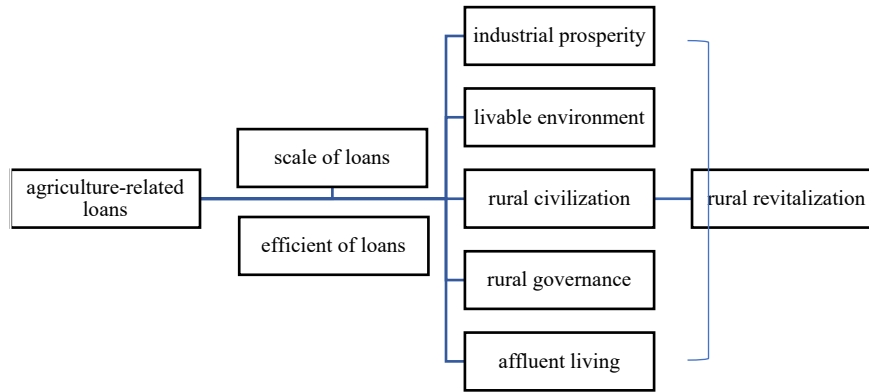 industrial prosperity
livable environment
scale of loans
agriculture-related
loans
rural civilization
rural revitalization
efficient of loans
rural governance
affluent living